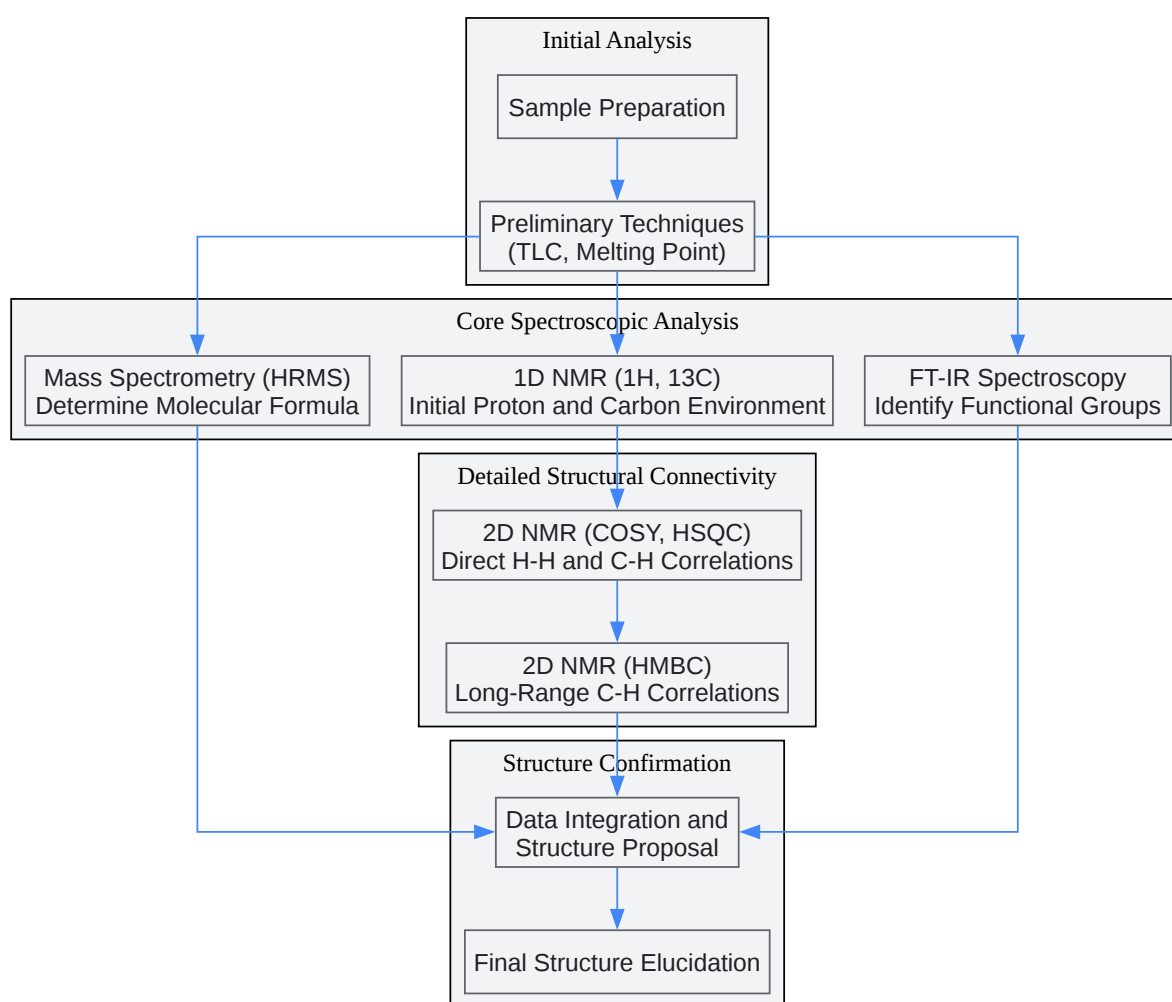 Initial Analysis
Sample Preparation
Preliminary Techniques
(TLC, Melting Point)
Core Spectroscopic Analysis
Mass Spectrometry (HRMS)
Determine Molecular Formula
1D NMR (1H, 13C)
Initial Proton and Carbon Environment
FT-IR Spectroscopy
Identify Functional Groups
Detailed Structural Connectivity
2D NMR (COSY, HSQC)
Direct H-H and C-H Correlations
2D NMR (HMBC)
Long-Range C-H Correlations
Structure Confirmation
Data Integration and
Structure Proposal
Final Structure Elucidation